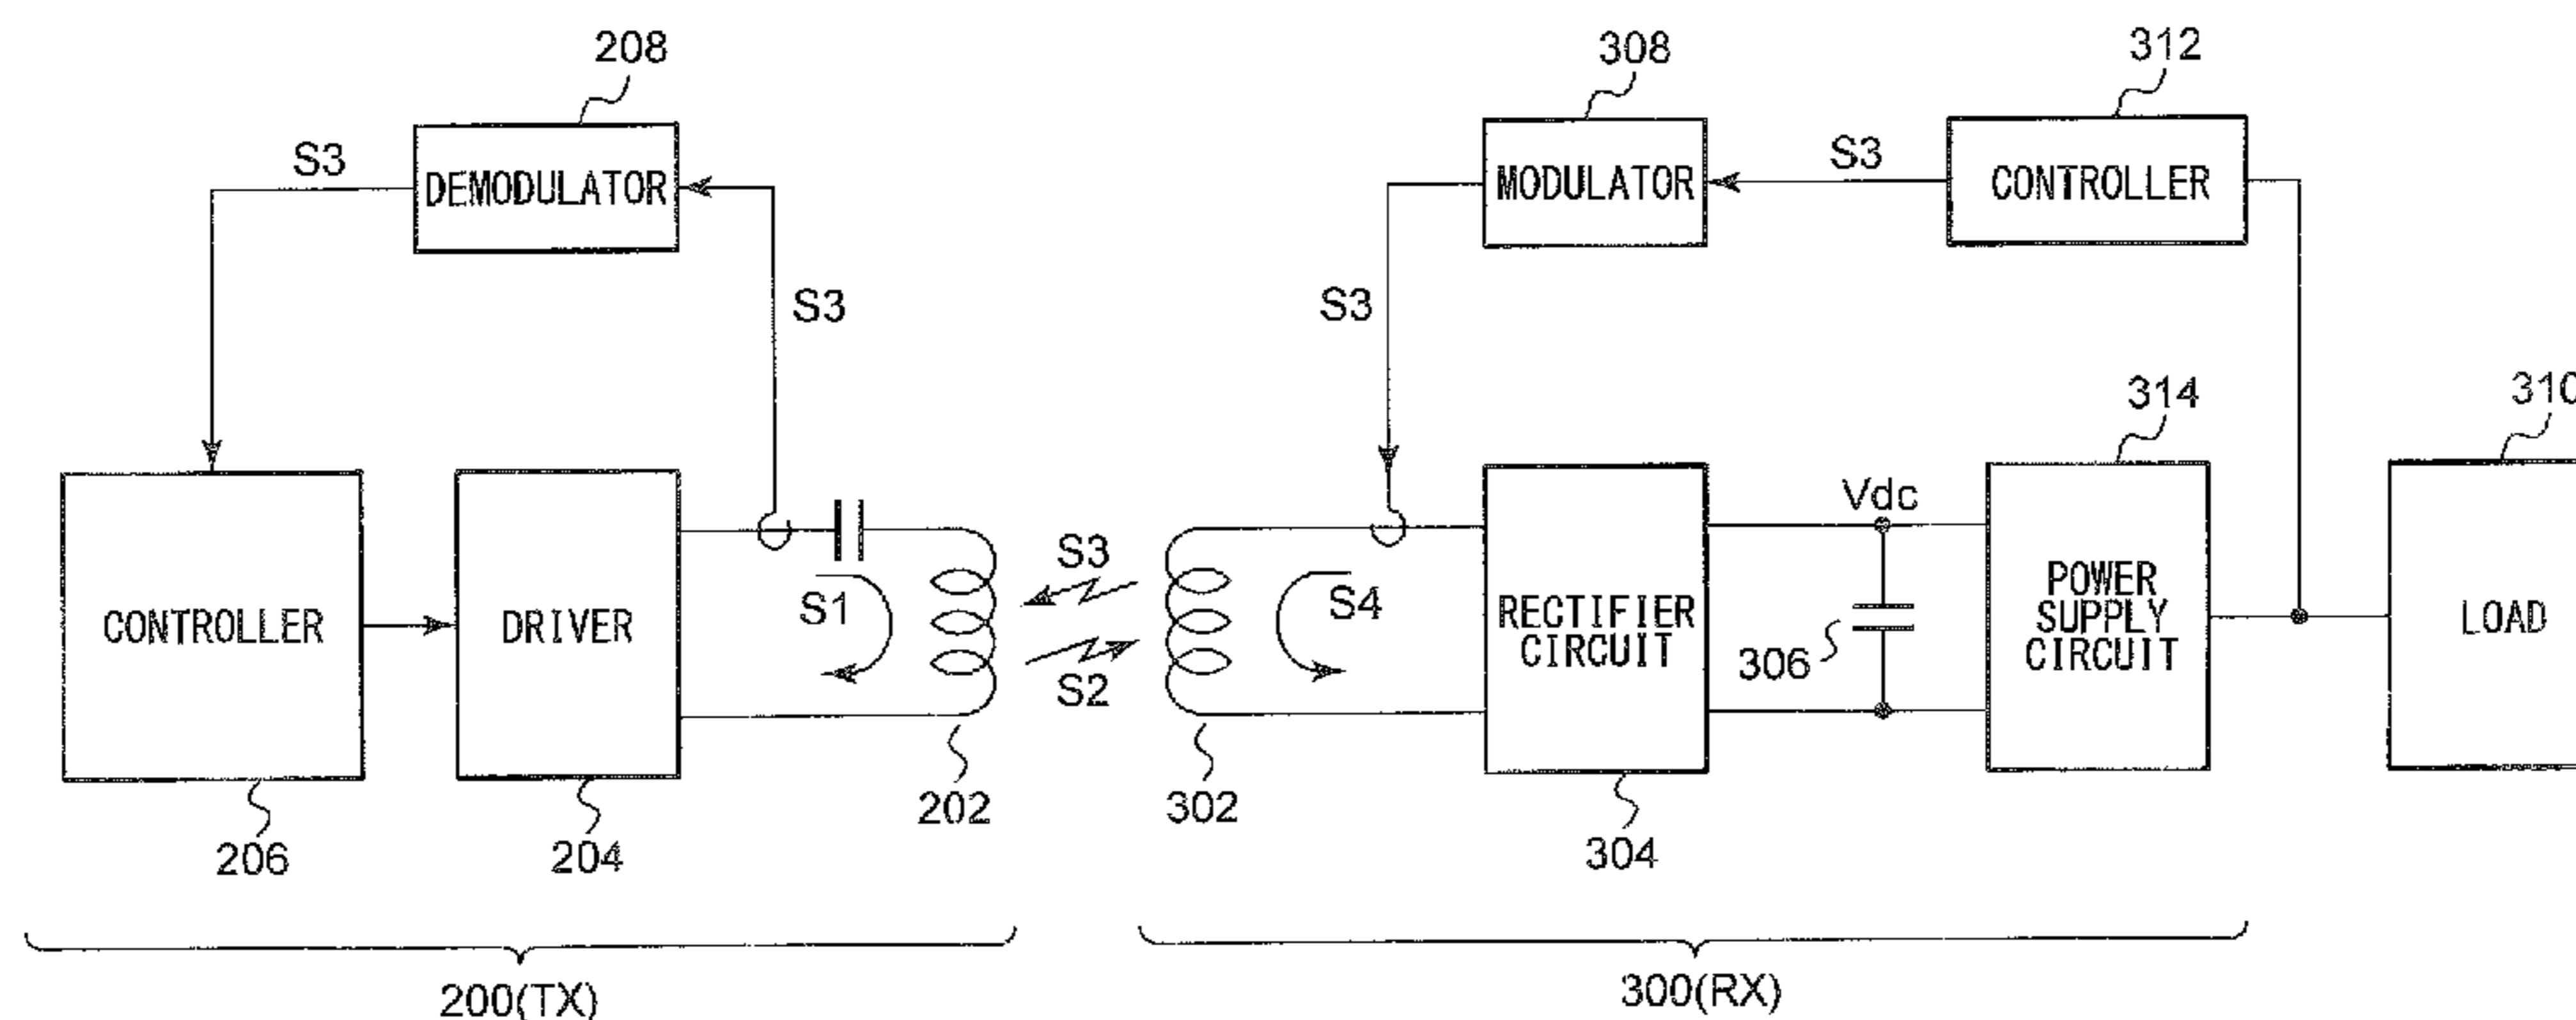 208
308
312
S3
DEMODULATOR
MODULATOR
S3
CONTROLLER
S3
S3
314
310
CONTROLLER
DRIVER
S1
S3
S2
S4
RECTIFIER
CIRCUIT
Vdc
306
POWER
SUPPLY
CIRCUIT
LOAD
206
204
202
302
304
200(TX)
300(RX)